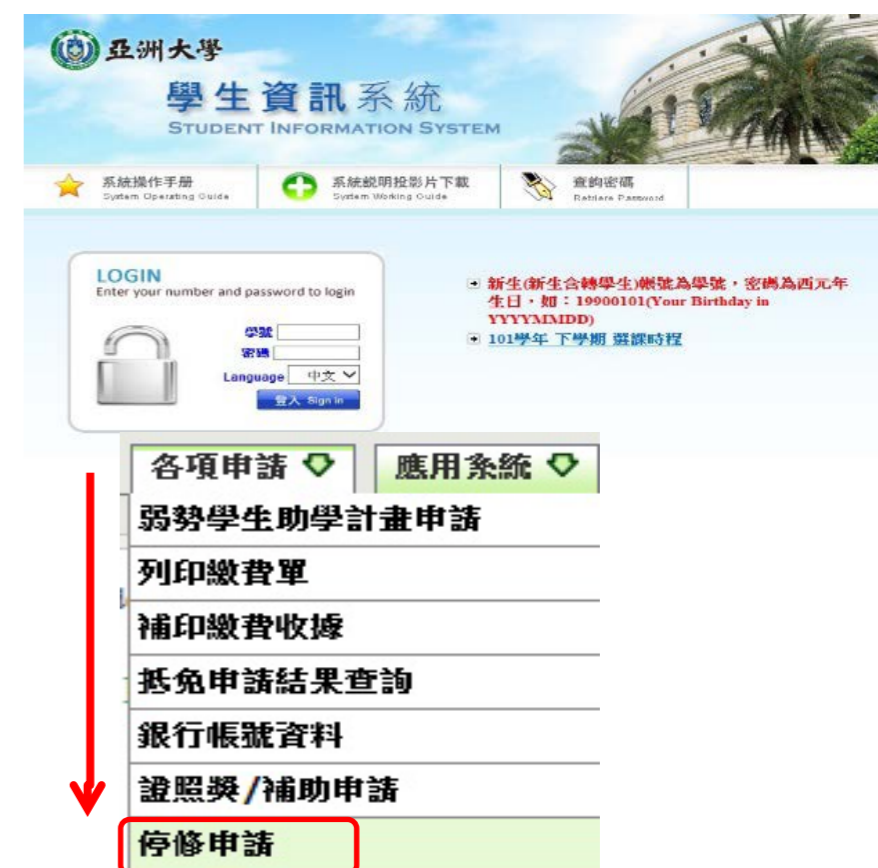 亞洲大學
學生資訊系統
STUDENT INFORMATION SYSTEM
系統操作手册
System Operating Guide
系統説明投影片下載
System Working Guide
查詢密碼
Retriere Password
LOGIN
Enter your number and password to login
學號
密碼
Language 中文
登入 Sign in
新生(新生含轉學生)帳號為學號，密碼為西元年
生日，如：19900101(Your Birthday in
YYYYMMDD)
101學年 下學期 選課時程
各項申請
應用系統
弱勢學生助學計畫申請
列印繳費單
補印繳費收據
抵免申請結果查詢
銀行帳號資料
證照獎/補助申請
停修申請